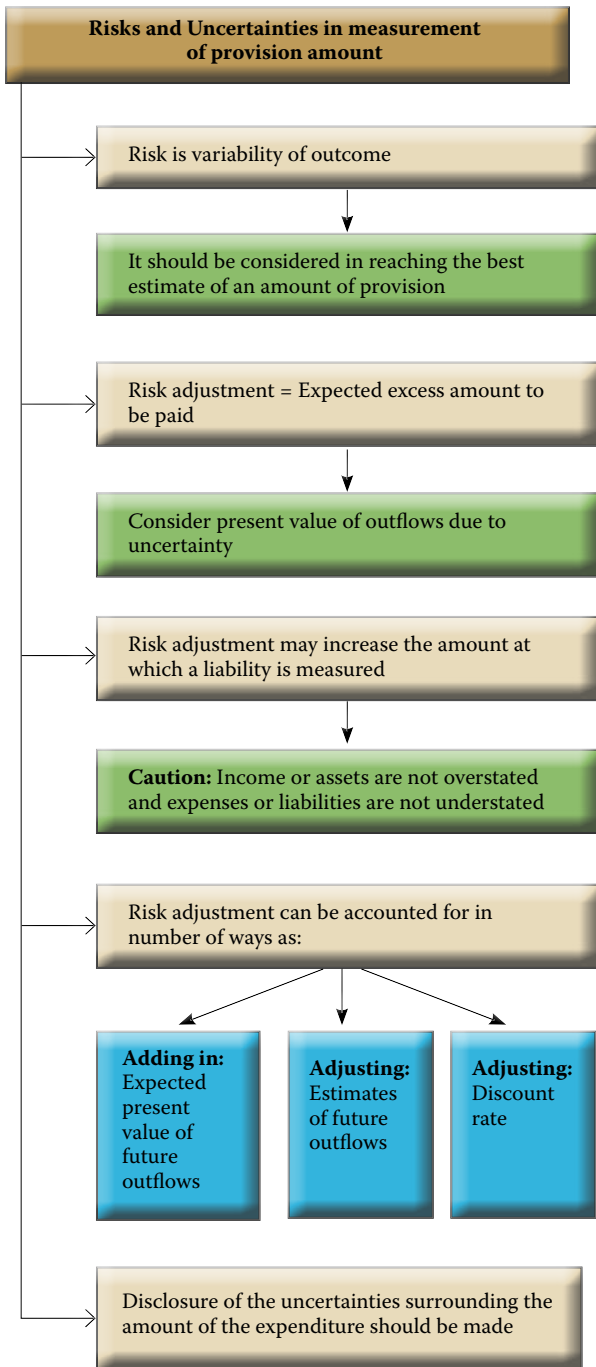 Risks and Uncertainties in measurement
of provision amount
Risk is variability of outcome
It should be considered in reaching the best
estimate of an amount of provision
Risk adjustment = Expected excess amount to
be paid
Consider present value of outflows due to
uncertainty
Risk adjustment may increase the amount at
which a liability is measured
Caution: Income or assets are not overstated
and expenses or liabilities are not understated
Risk adjustment can be accounted for in
number of ways as:
Adding in:
Expected
present
value of
future
outflows
Adjusting:
Estimates
of future
outflows
Adjusting:
Discount
rate
Disclosure of the uncertainties surrounding the
amount of the expenditure should be made